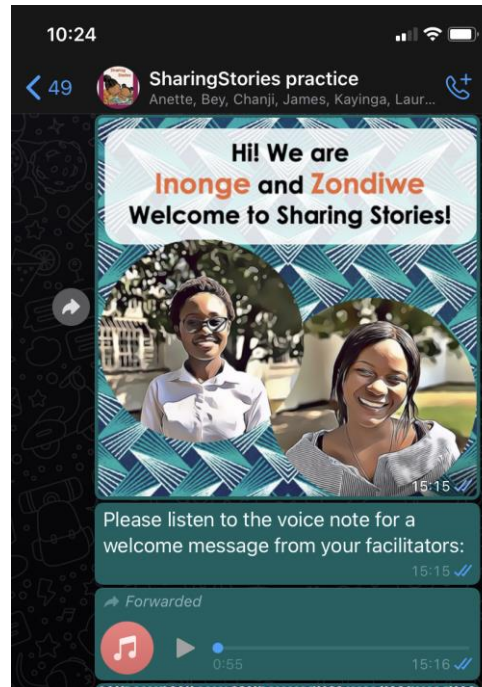 10:24
49
SharingStories practice
Anette, Bey, Chanji, James, Kayinga, Laur...
Hi! We are
Inonge and Zondiwe
Welcome to Sharing Stories!
15:15
Please listen to the voice note for a
welcome message from your facilitators:
15:15
Forwarded
0:55
15:16